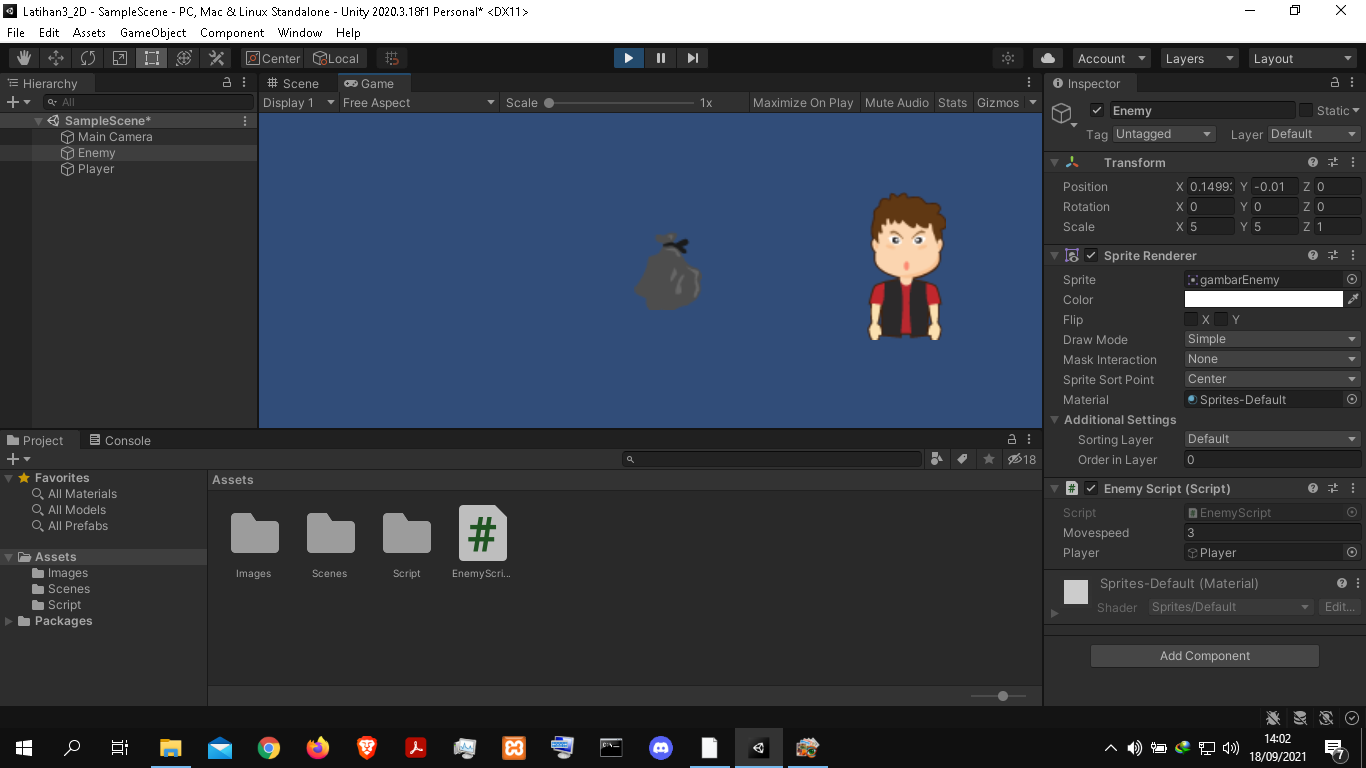 Latihan3_2D - SampleScene - PC, Mac & Linux Standalone - Unity 2020.3.18f1 Personal* <DX11>
File Edit Assets GameObject Component Window Help
Center Local Account Layers Layout
Hierarchy
All
SampleScene*
Main Camera
Enemy
Player
Scene Game
Display 1 Free Aspect Scale 1x Maximize On Play Mute Audio Stats Gizmos
Inspector
Enemy Static
Tag Untagged Layer Default
Transform
Position X 0.1499 Y -0.01 Z 0
Rotation X 0 Y 0 Z 0
Scale X 5 Y 5 Z 1
Sprite Renderer
Sprite gambarEnemy
Color
Flip X Y
Draw Mode Simple
Mask Interaction None
Sprite Sort Point Center
Material Sprites-Default
Additional Settings
Sorting Layer Default
Order in Layer 0
# Enemy Script (Script)
Script # EnemyScript
Movespeed 3
Player Player
Sprites-Default (Material)
Shader Sprites/Default Edit...
Add Component
Project Console
18
Favorites
All Materials
All Models
All Prefabs
Assets
Images
Scenes
Script
Packages
Assets
#
Images Scenes Script EnemyScri...
14:02
18/09/2021
7